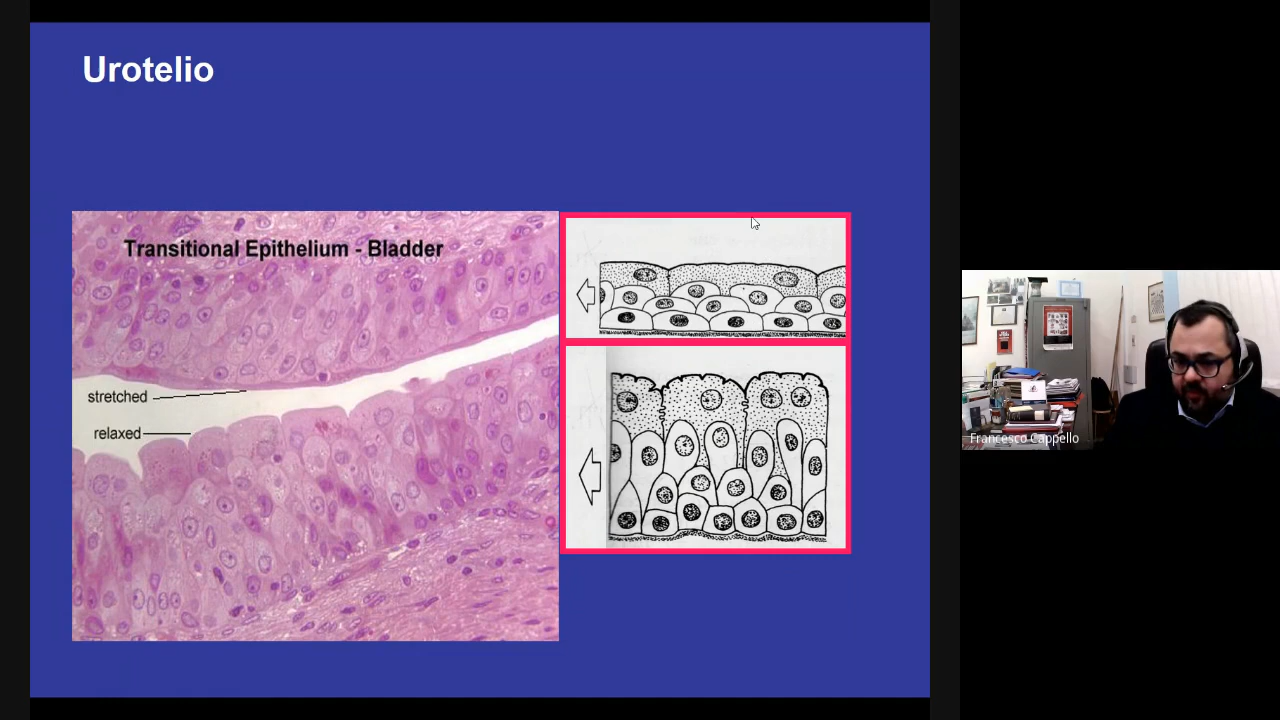 Urotelio
Transitional Epithelium - Bladder
stretched
relaxed
Francesco Cappello